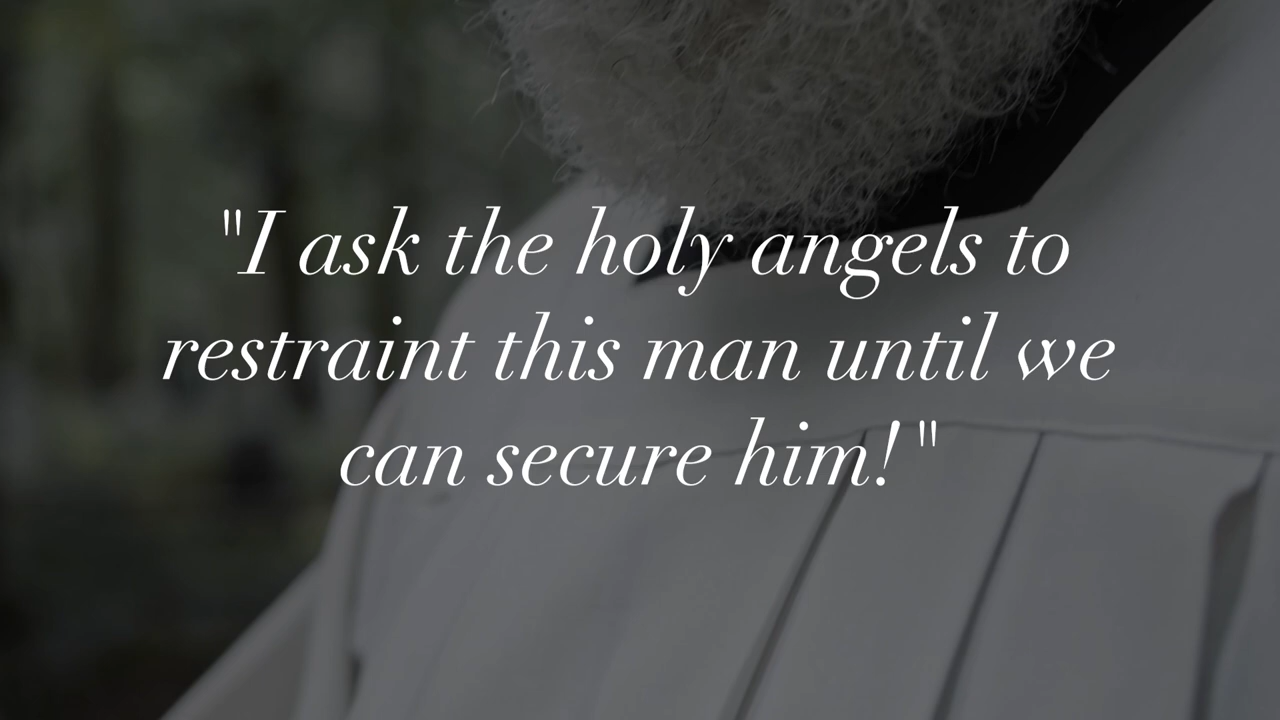 "I ask the holy angels to
restraint this man until we
can secure him! "